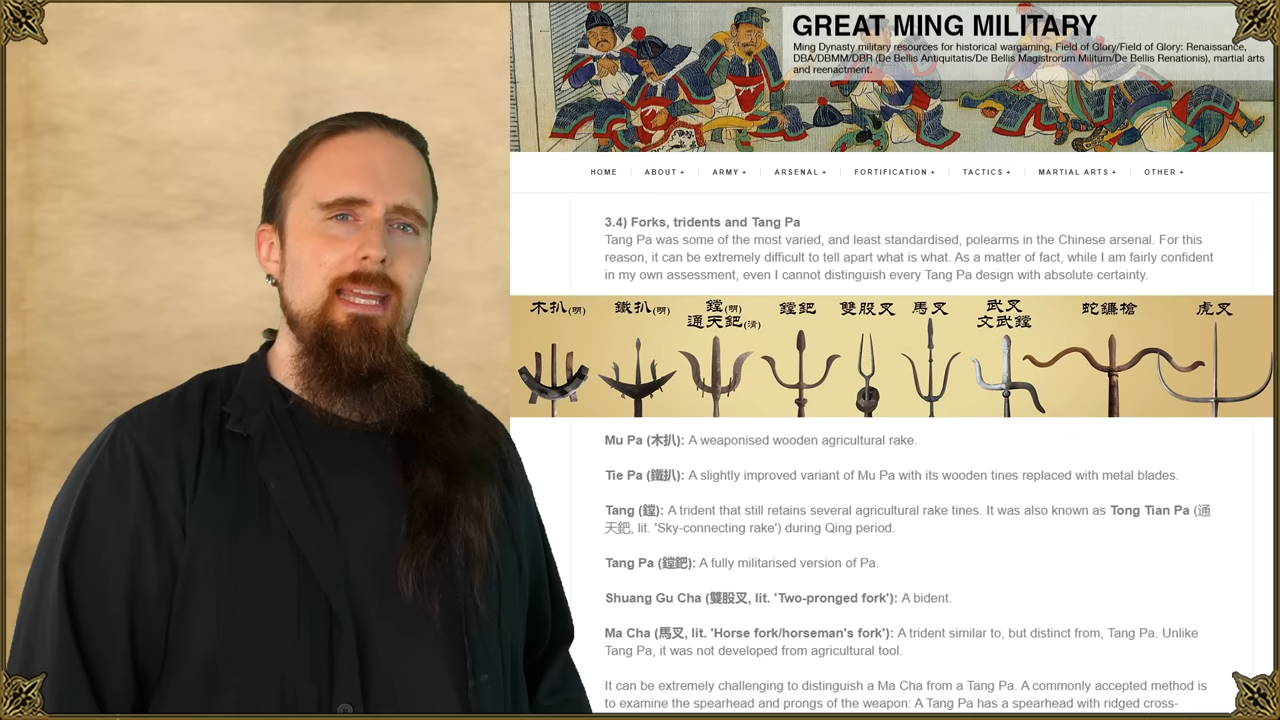 GREAT MING MILITARY
Ming Dynasty military resources for historical wargaming, Field of Glory/Field of Glory: Renaissance,
DBA/DBMM/DBR (De Bellis Antiquitatis/De Bellis Magistrorum Militum/De Bellis Renationis), martial arts
and reenactment.
HOME ABOUT + ARMY + ARSENAL + FORTIFICATION + TACTICS + MARTIAL ARTS + OTHER +
3.4) Forks, tridents and Tang Pa
Tang Pa was some of the most varied, and least standardised, polearms in the Chinese arsenal. For this
reason, it can be extremely difficult to tell apart what is what. As a matter of fact, while I am fairly confident
in my own assessment, even I cannot distinguish every Tang Pa design with absolute certainty.
木扒(明) 鐵扒(明) 钂(明) 钂鈀 雙股叉 馬叉 武叉 蛇鐮槍 虎叉
通天鈀(清) 文武钂
Mu Pa (木扒): A weaponised wooden agricultural rake.
Tie Pa (鐵扒): A slightly improved variant of Mu Pa with its wooden tines replaced with metal blades.
Tang (钂): A trident that still retains several agricultural rake tines. It was also known as Tong Tian Pa (通
天鈀, lit. 'Sky-connecting rake') during Qing period.
Tang Pa (钂鈀): A fully militarised version of Pa.
Shuang Gu Cha (雙股叉, lit. 'Two-pronged fork'): A bident.
Ma Cha (馬叉, lit. 'Horse fork/horseman's fork'): A trident similar to, but distinct from, Tang Pa. Unlike
Tang Pa, it was not developed from agricultural tool.
It can be extremely challenging to distinguish a Ma Cha from a Tang Pa. A commonly accepted method is
to examine the spearhead and prongs of the weapon: A Tang Pa has a spearhead with ridged cross-